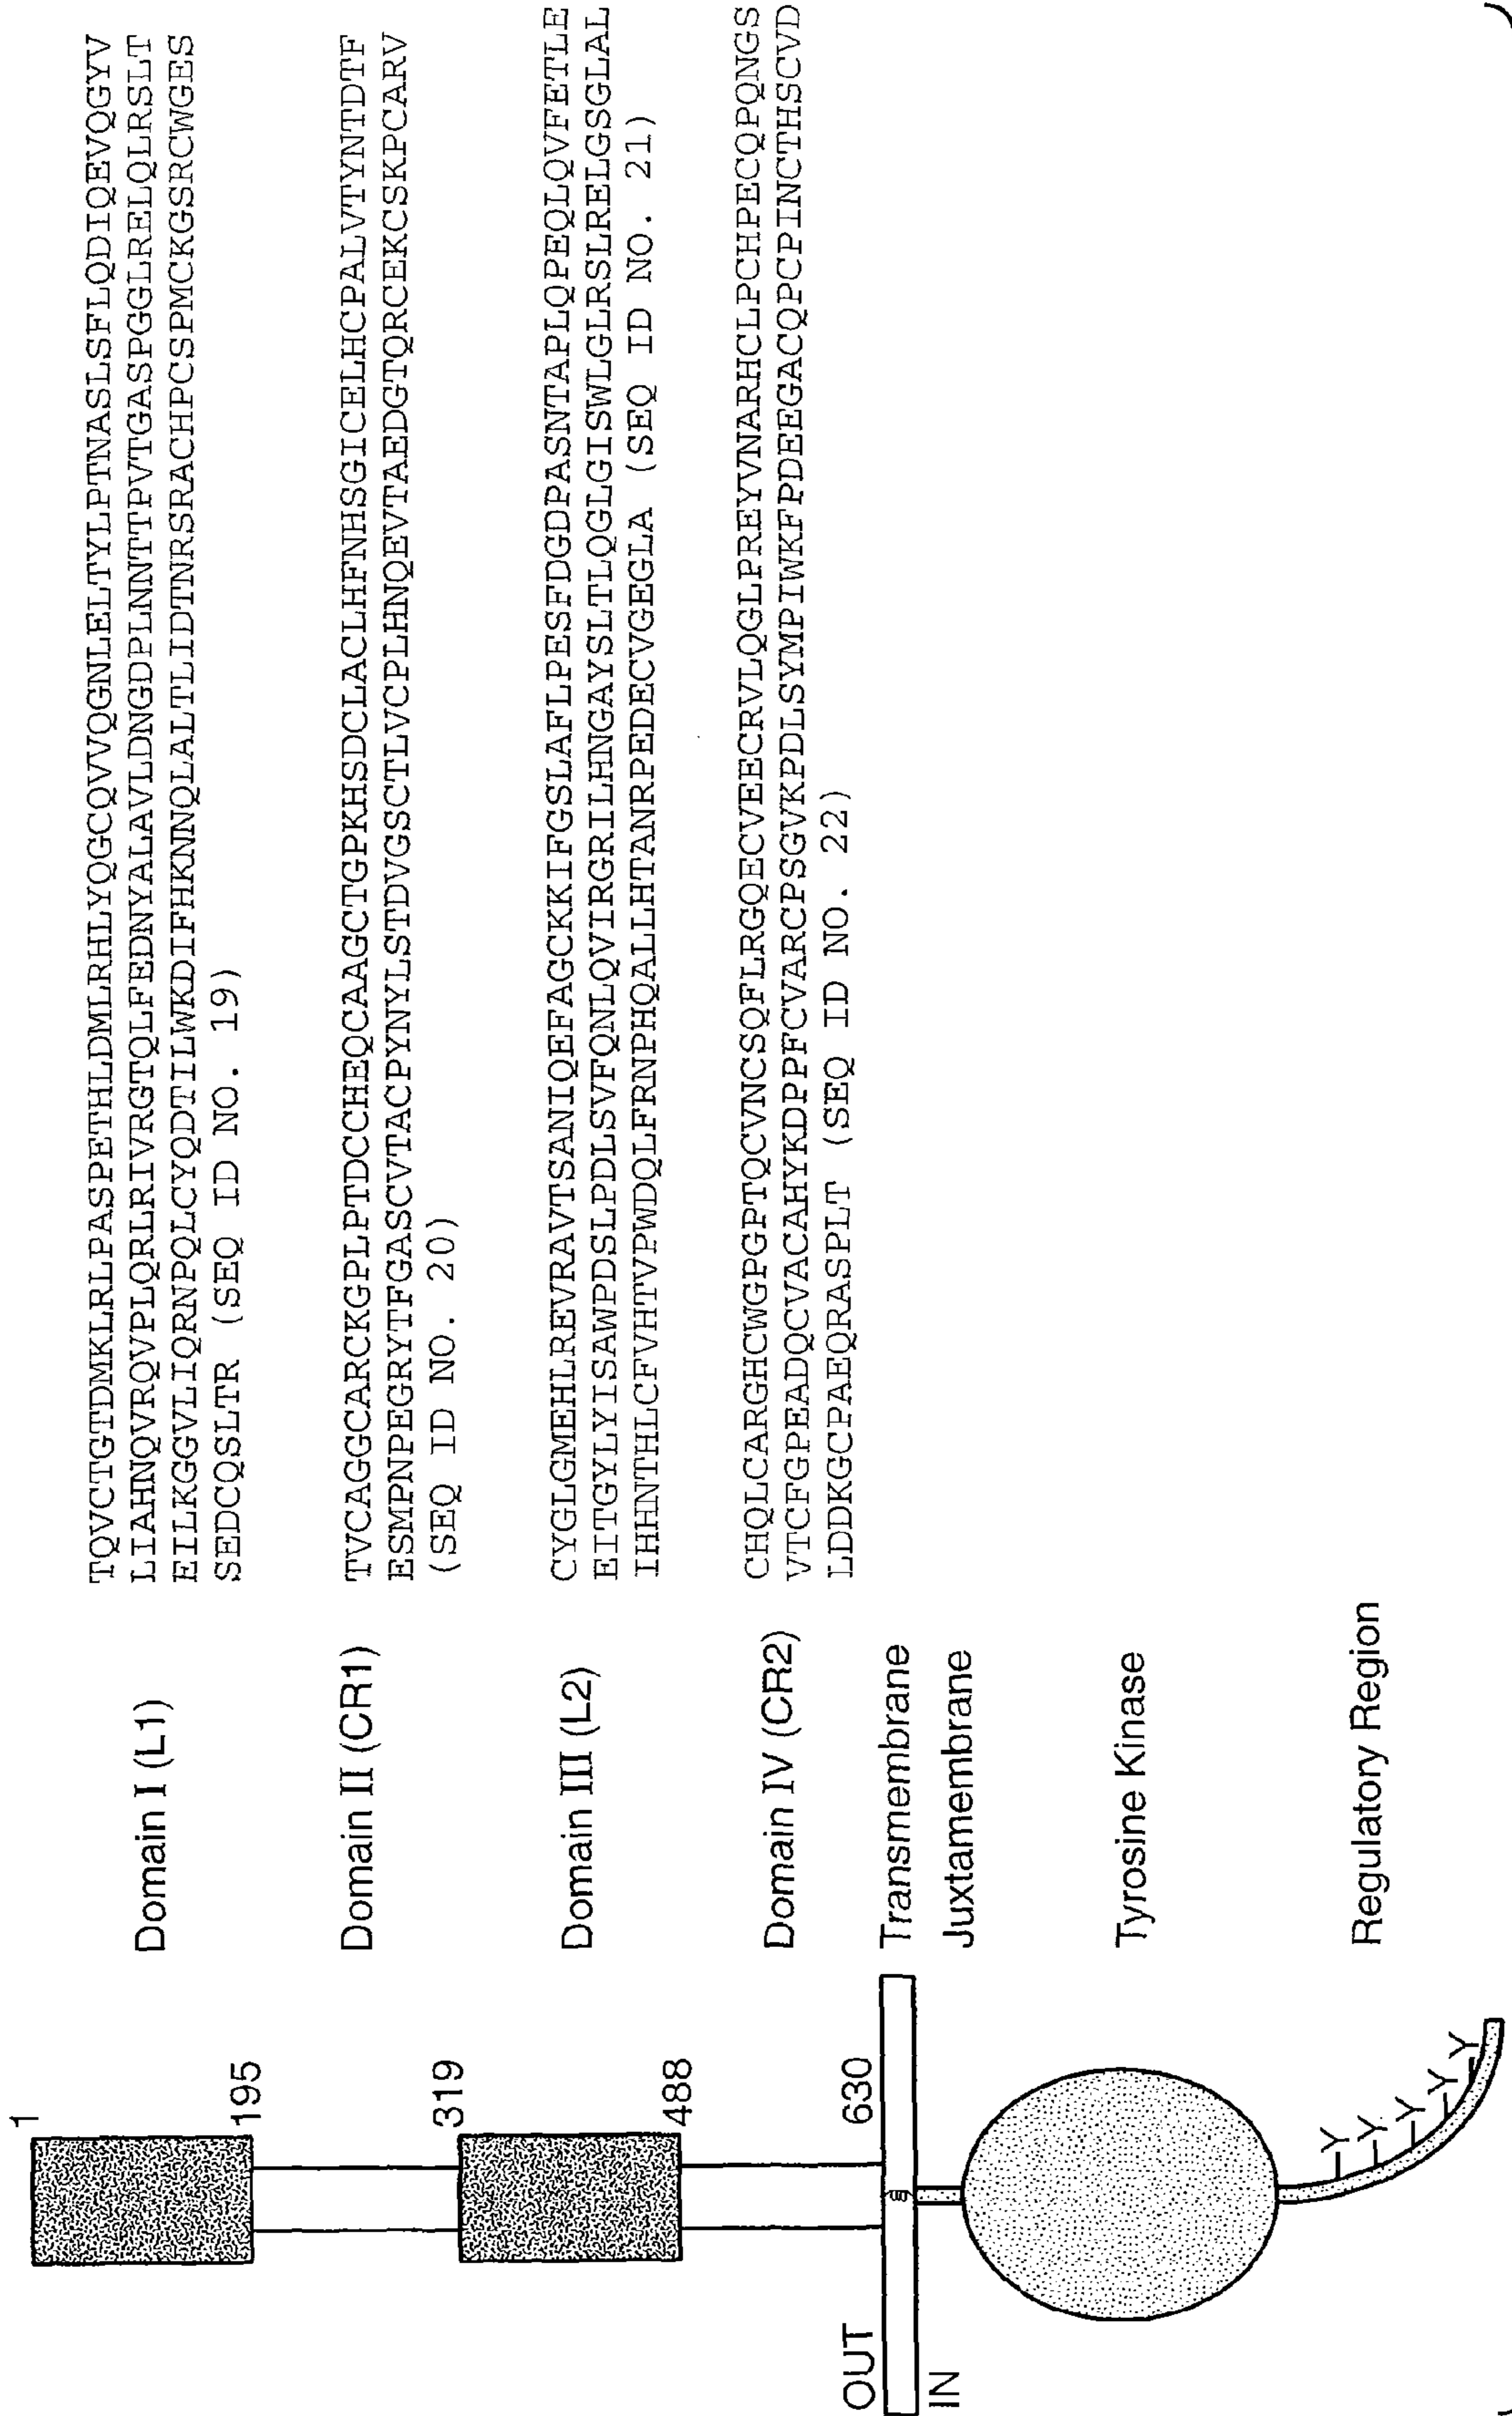 1
195
319
488
630
OUT
IN
Domain I (L1)
TQVCTGTDMKLRLPASPETHLDMLRHLYQGCQVVQGNLELTYLPTNASLSFLQDIQEVQGYV
LIAHNQVRQVPLQRLRIVRGTQLFEDNYALAVLDNGDPLNNTTPVTGASPGGLRELQLRSLT
EILKGGVLIQRNPQLCYQDTILWKDIFHKNNQLALTLIDTNRSRACHPCSPMCKGSRCWGES
SEDCQSLTR (SEQ ID NO. 19)
Domain II (CR1)
TVCAGGCARCKGPLPTDCCHEQCAAGCTGPKHSDCLACLHFNHSGICELHCPALVTYNTDTF
ESMPNPEGRYTFGASCVTACPYNYLSTDVGSCTLVCPLHNQEVTAEDGTQRCEKCSKPCARV
(SEQ ID NO. 20)
Domain III (L2)
CYGLGMEHLREVRAVTSANIQEFAGCKKIFGSLAFLPESFDGDPASNTAPLQPEQLQVFETLE
EITGYLYISAWPDSLPDLSVFQNLQVIRGRILHNGAYSLTLQGLGISWLGLRSLRELGSGLAL
IHHNTHLCFVHTVPWDQLFRNPHQALLHTANRPEDECVGEGLA (SEQ ID NO. 21)
Domain IV (CR2)
CHQLCARGHCWGPGPTQCVNCSQFLRGQECVEECRVLQGLPREYVNARHCLPCHPECQPQNGS
VTCFGPEADQCVACAHYKDPPFCVARCPSGVKPDLSYMPIWKFPDEEGACQPCPINCTHSCVD
LDDKGCPAEQRASPLT (SEQ ID NO. 22)
Transmembrane
Juxtamembrane
Tyrosine Kinase
Regulatory Region
Y
Y
Y
Y
Y